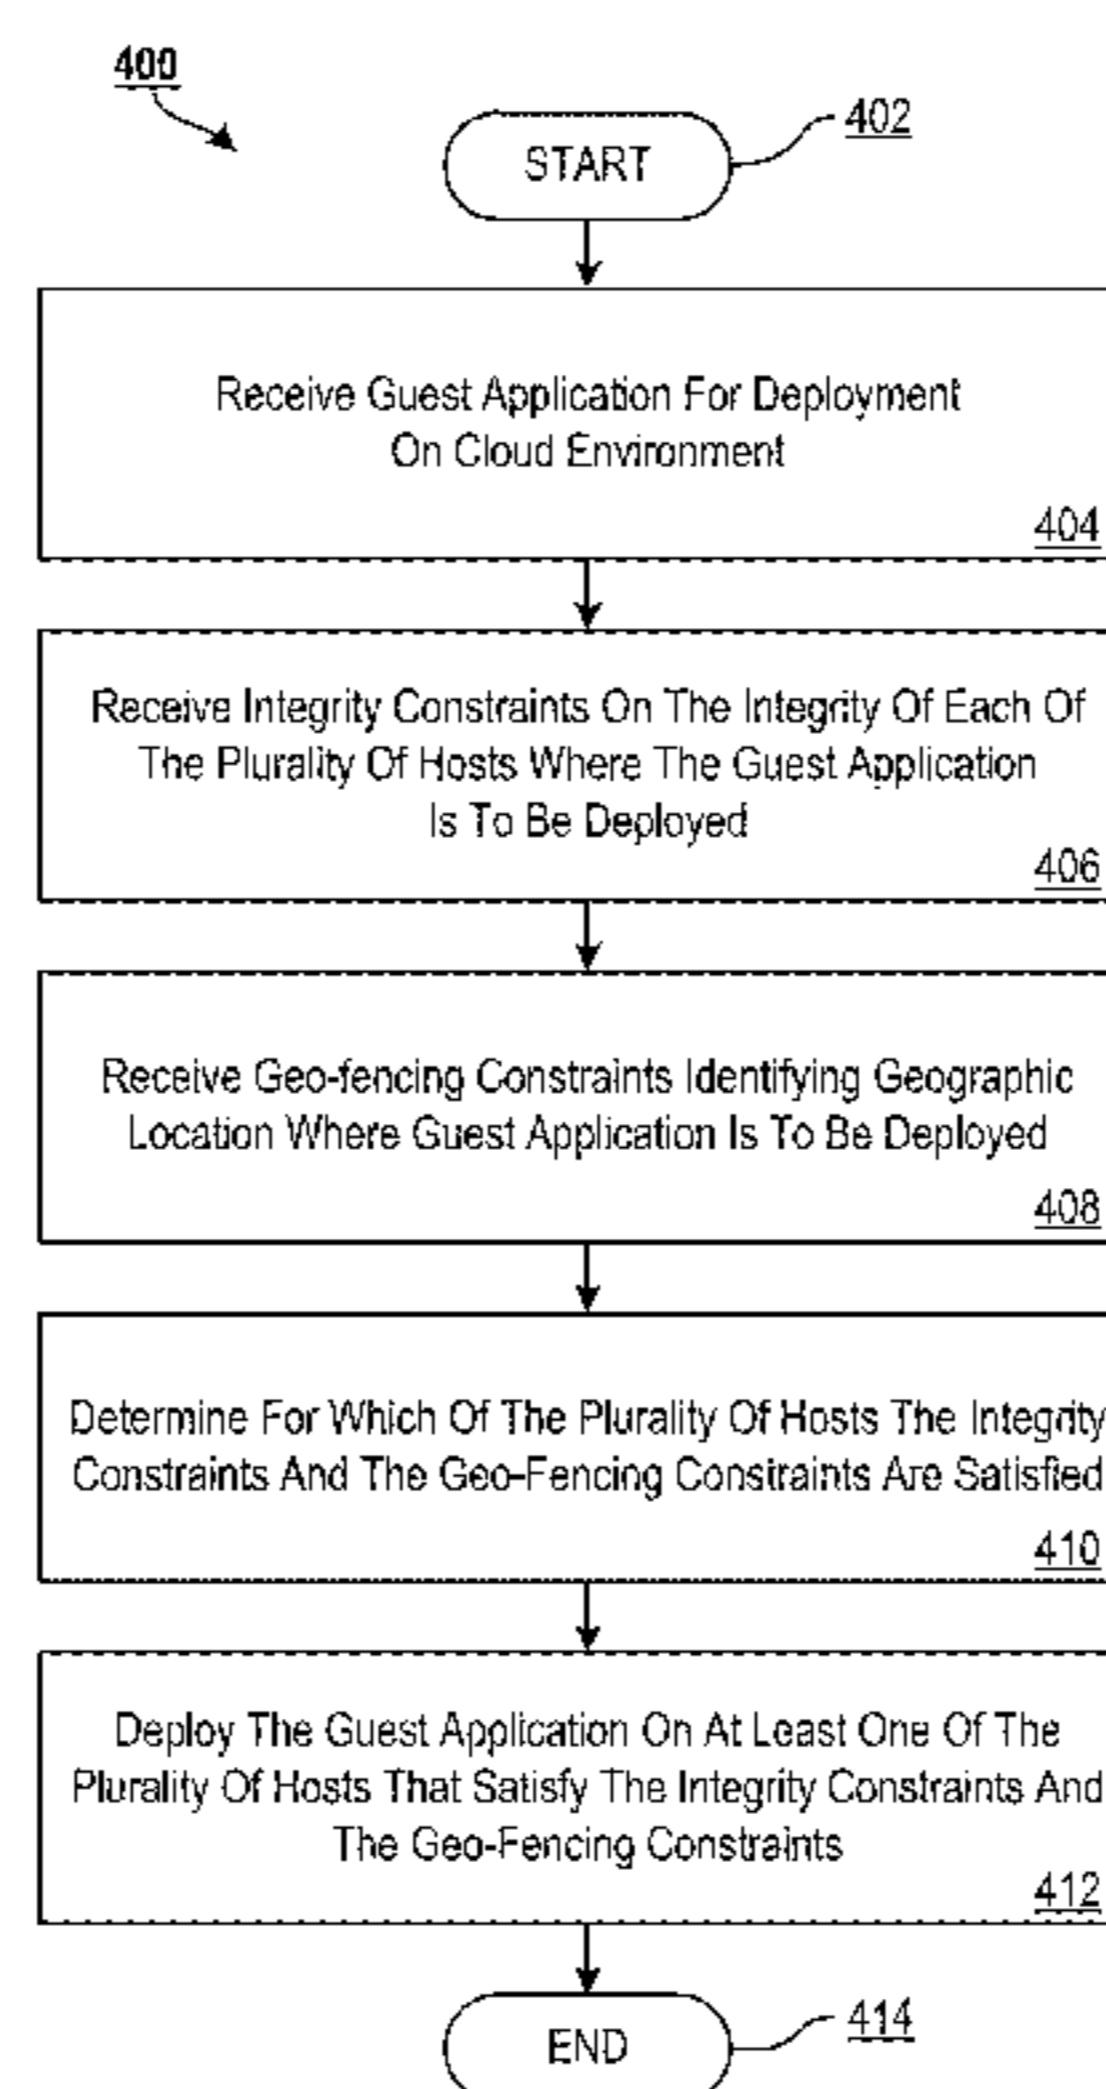 400
402
START
Receive Guest Application For Deployment
On Cloud Environment
404
Receive Integrity Constraints On The Integrity Of Each Of
The Plurality Of Hosts Where The Guest Application
Is To Be Deployed
406
Receive Geo-fencing Constraints Identifying Geographic
Location Where Guest Application Is To Be Deployed
408
Determine For Which Of The Plurality Of Hosts The Integrity
Constraints And The Geo-Fencing Constraints Are Satisfied
410
Deploy The Guest Application On At Least One Of The
Plurality Of Hosts That Satisfy The Integrity Constraints And
The Geo-Fencing Constraints
412
END
414